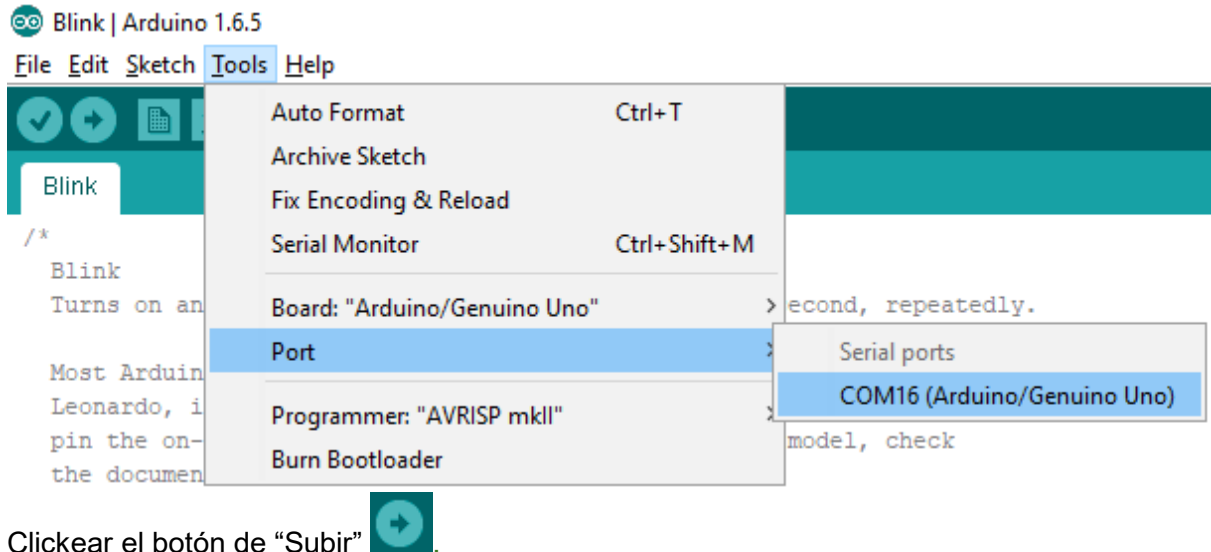 Blink | Arduino 1.6.5
File Edit Sketch Tools Help
Auto Format Ctrl+T
Archive Sketch
Blink
Fix Encoding & Reload
/*
Serial Monitor Ctrl+Shift+M
Blink
Turns on an
Board: "Arduino/Genuino Uno" > econd, repeatedly.
Port
Serial ports
Most Arduin
COM16 (Arduino/Genuino Uno)
Leonardo, i
Programmer: "AVRISP mkII"
pin the on- model, check
Burn Bootloader
the documen
Clickear el botón de “Subir” .